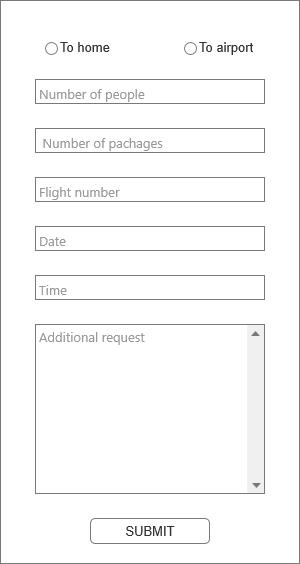 To home To airport
Number of people
Number of pachages
Flight number
Date
Time
Additional request
SUBMIT